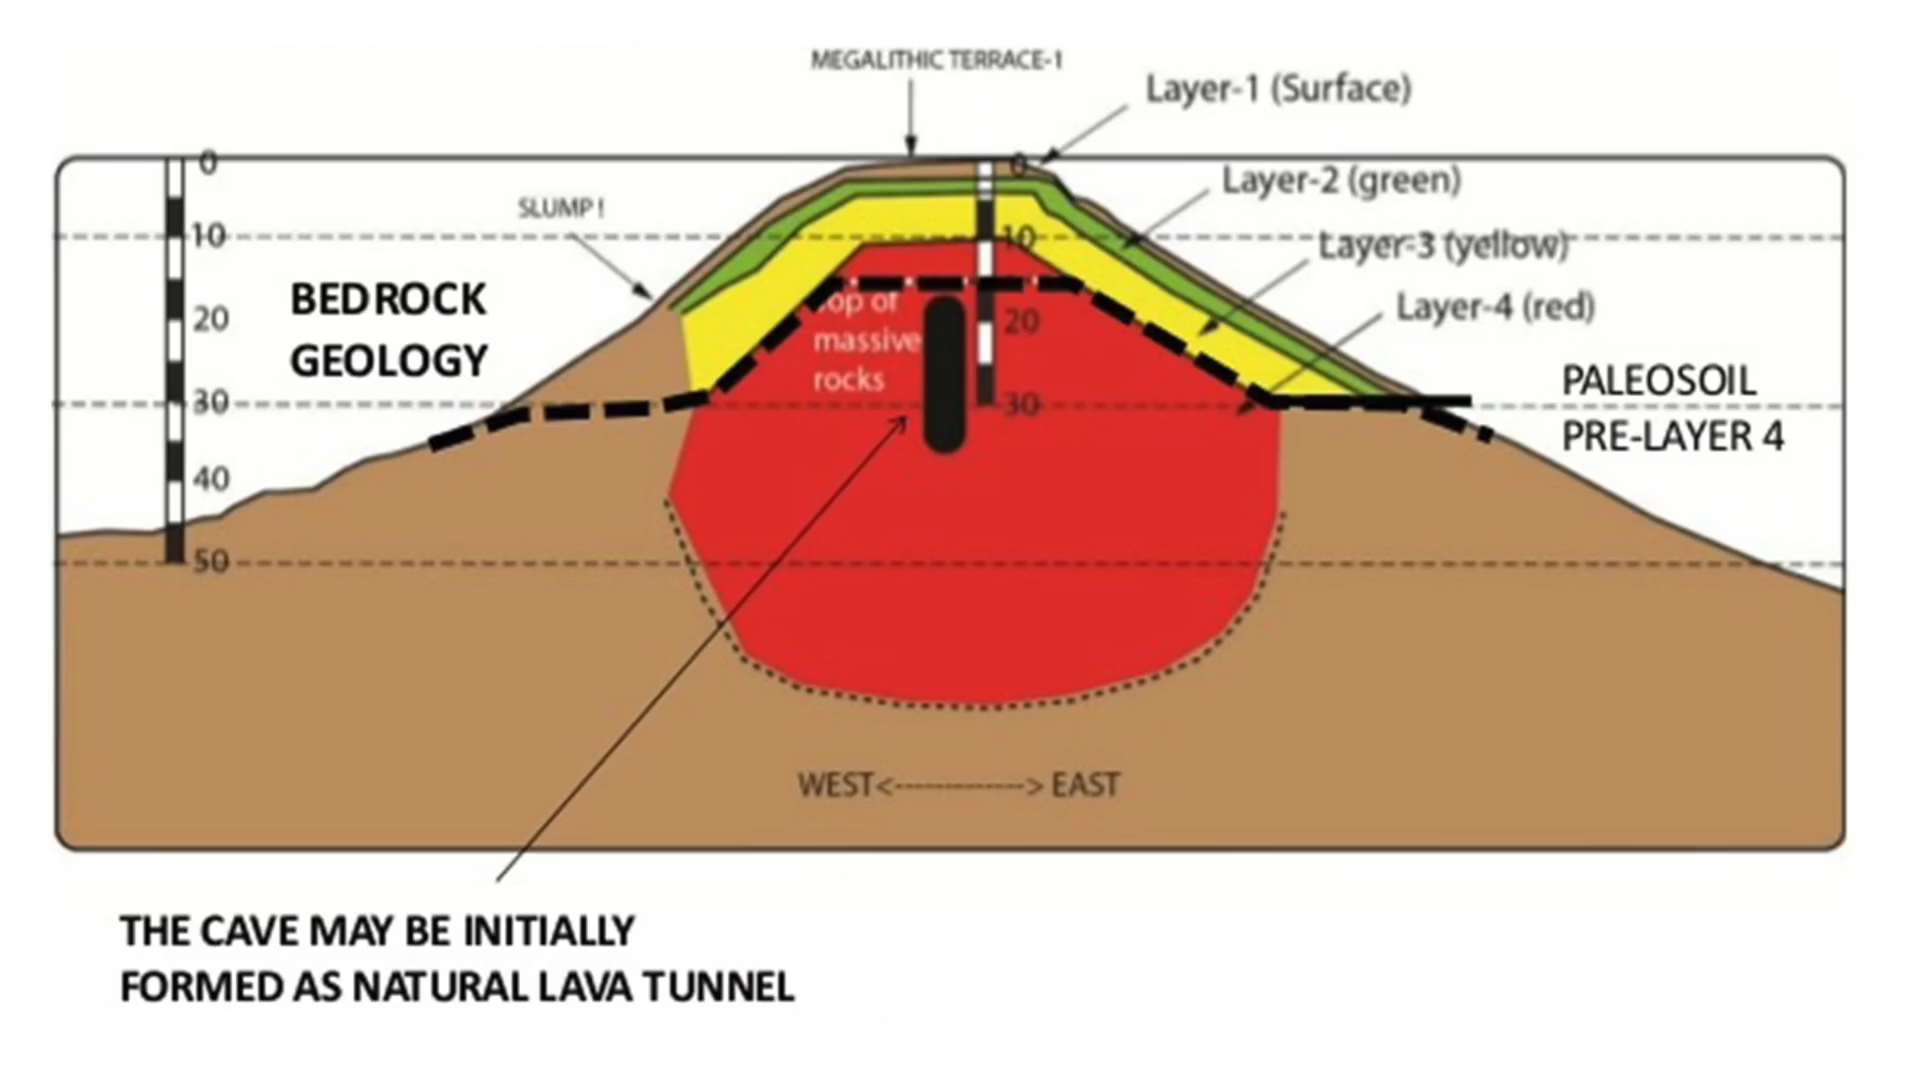 MEGALITHIC TERRACE-1
Layer-1 (Surface)
0
0
Layer-2 (green)
SLUMP !
10
10
Layer-3 (yellow)
BEDROCK
GEOLOGY
20
top of
massive
rocks
20
Layer-4 (red)
30
30
PALEOSOIL
PRE-LAYER 4
40
50
WEST<--------------> EAST
THE CAVE MAY BE INITIALLY
FORMED AS NATURAL LAVA TUNNEL